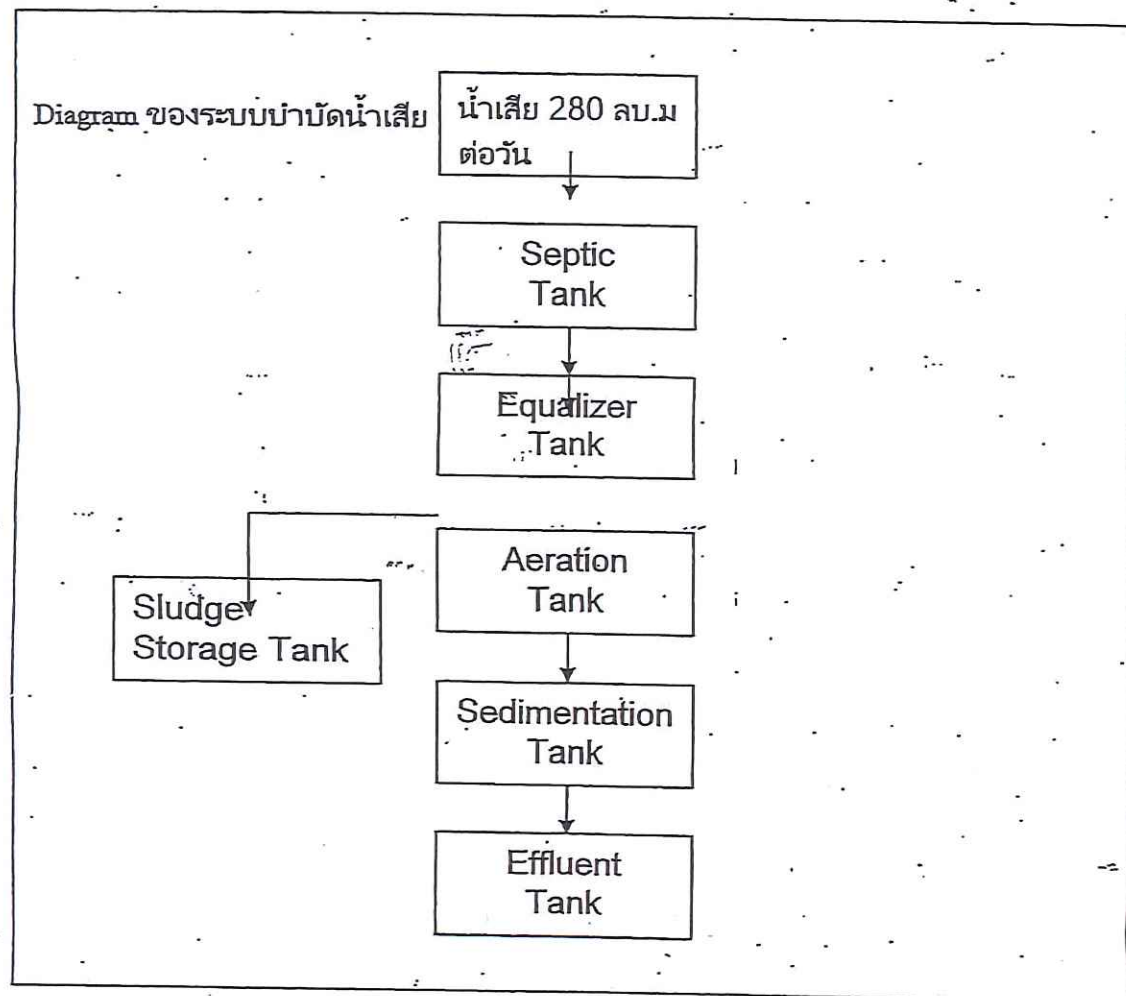 Diagram ของระบบบำบัดน้ำเสีย
น้ำเสีย 280 ลบ.ม
ต่อวัน
Septic
Tank
Equalizer
Tank
Aeration
Tank
Sludge
Storage Tank
Sedimentation
Tank
Effluent
Tank